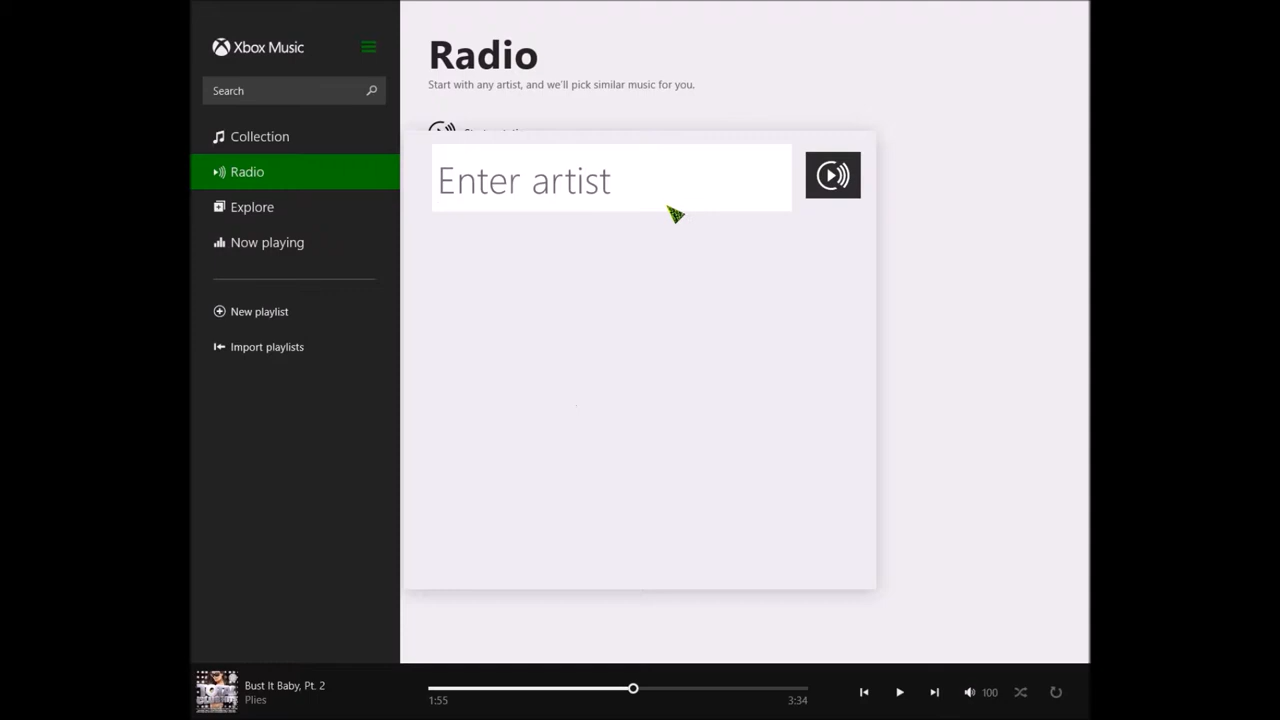 Xbox Music
Search
Collection
Radio
Explore
Now playing
New playlist
Import playlists
Radio
Start with any artist, and we'll pick similar music for you.
Enter artist
Bust It Baby, Pt. 2
Plies
1:55
3:34
100